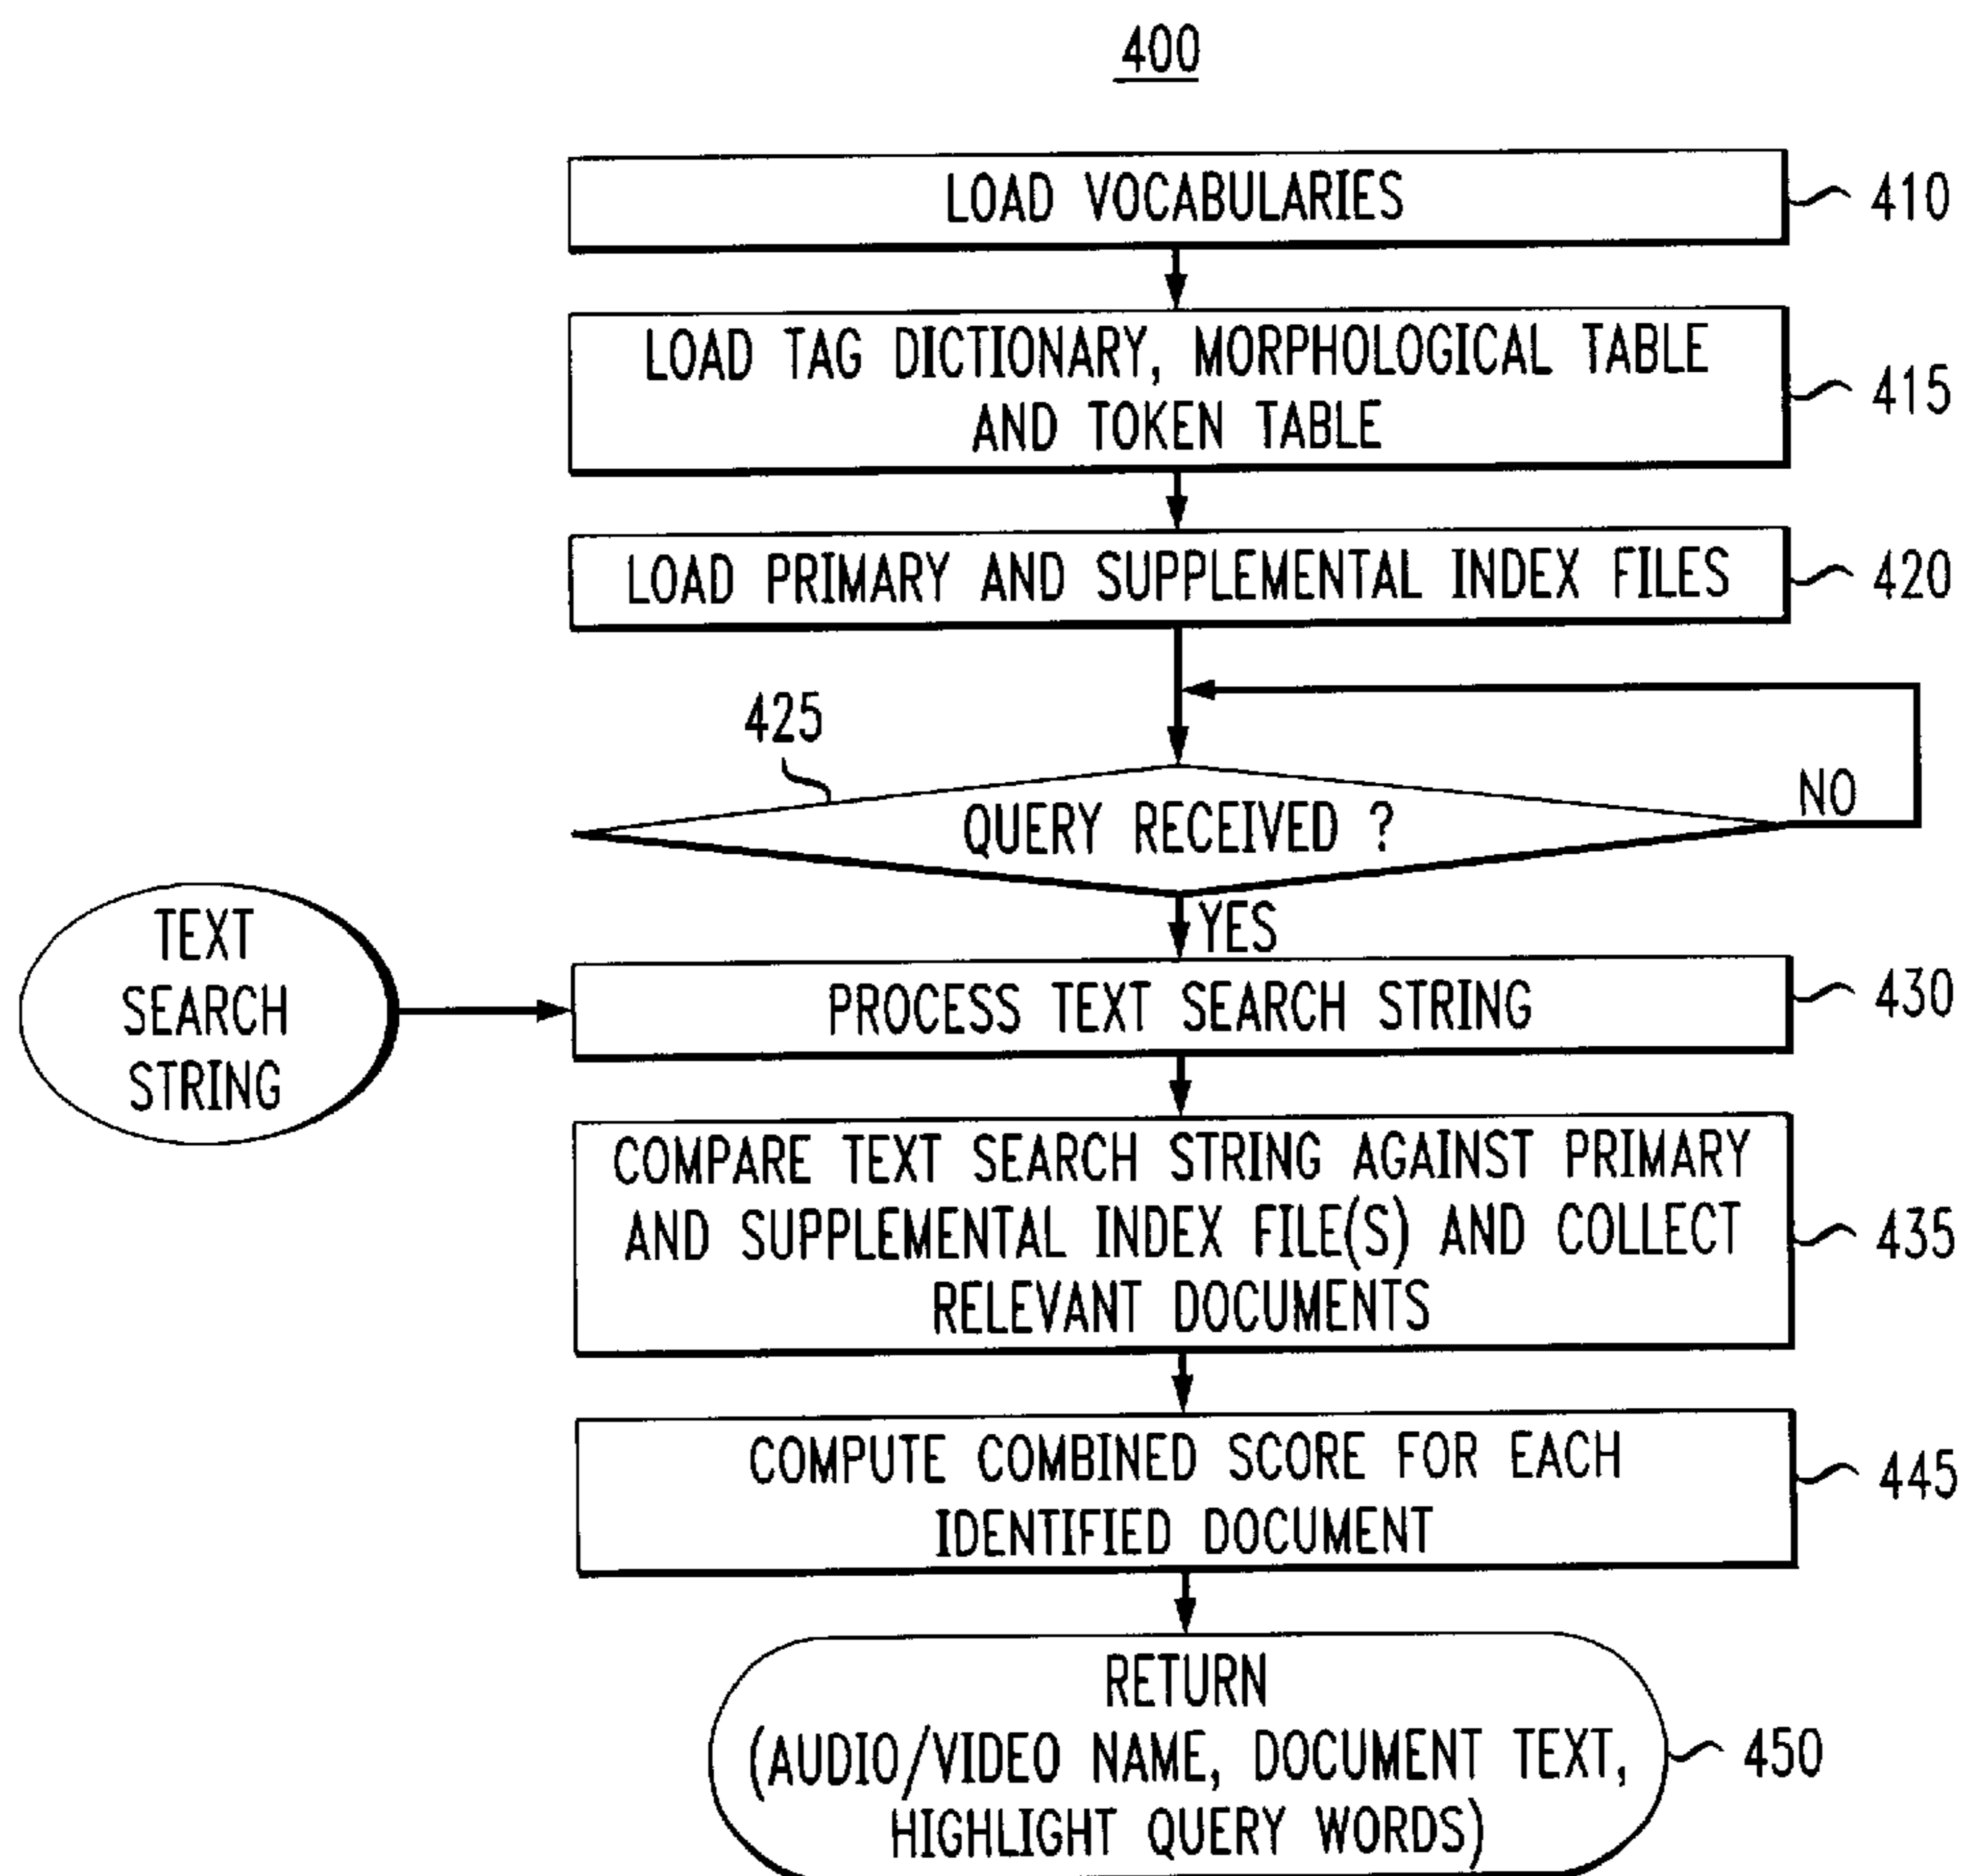 400
LOAD VOCABULARIES
410
LOAD TAG DICTIONARY, MORPHOLOGICAL TABLE
AND TOKEN TABLE
415
LOAD PRIMARY AND SUPPLEMENTAL INDEX FILES
420
425
QUERY RECEIVED ?
NO
YES
TEXT
SEARCH
STRING
PROCESS TEXT SEARCH STRING
430
COMPARE TEXT SEARCH STRING AGAINST PRIMARY
AND SUPPLEMENTAL INDEX FILE(S) AND COLLECT
RELEVANT DOCUMENTS
435
COMPUTE COMBINED SCORE FOR EACH
IDENTIFIED DOCUMENT
445
RETURN
(AUDIO/VIDEO NAME, DOCUMENT TEXT,
HIGHLIGHT QUERY WORDS)
450